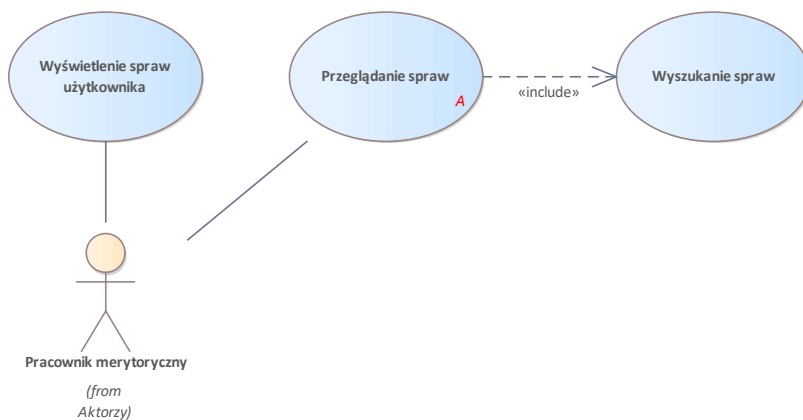 Wyświetlenie spraw
użytkownika
Przeglądanie spraw
A
«include»
Wyszukanie spraw
Pracownik merytoryczny
(from
Aktorzy)